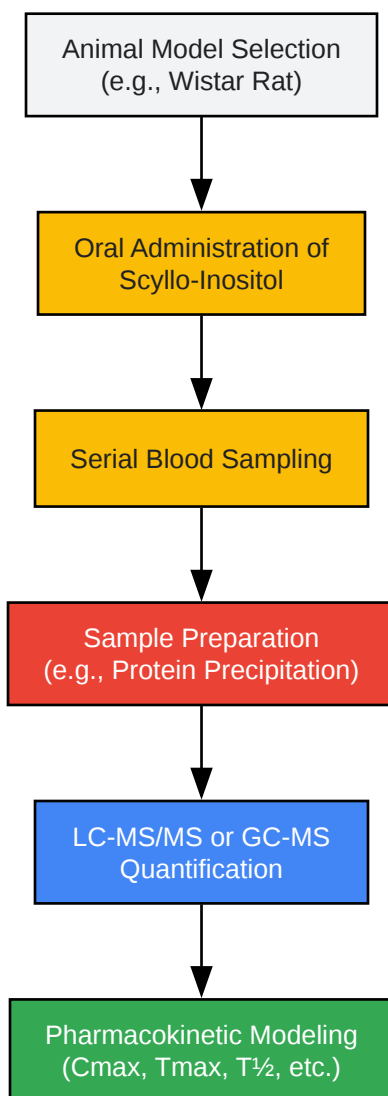 Animal Model Selection
(e.g., Wistar Rat)
Oral Administration of
Scyllo-Inositol
Serial Blood Sampling
Sample Preparation
(e.g., Protein Precipitation)
LC-MS/MS or GC-MS
Quantification
Pharmacokinetic Modeling
(Cmax, Tmax, T½, etc.)